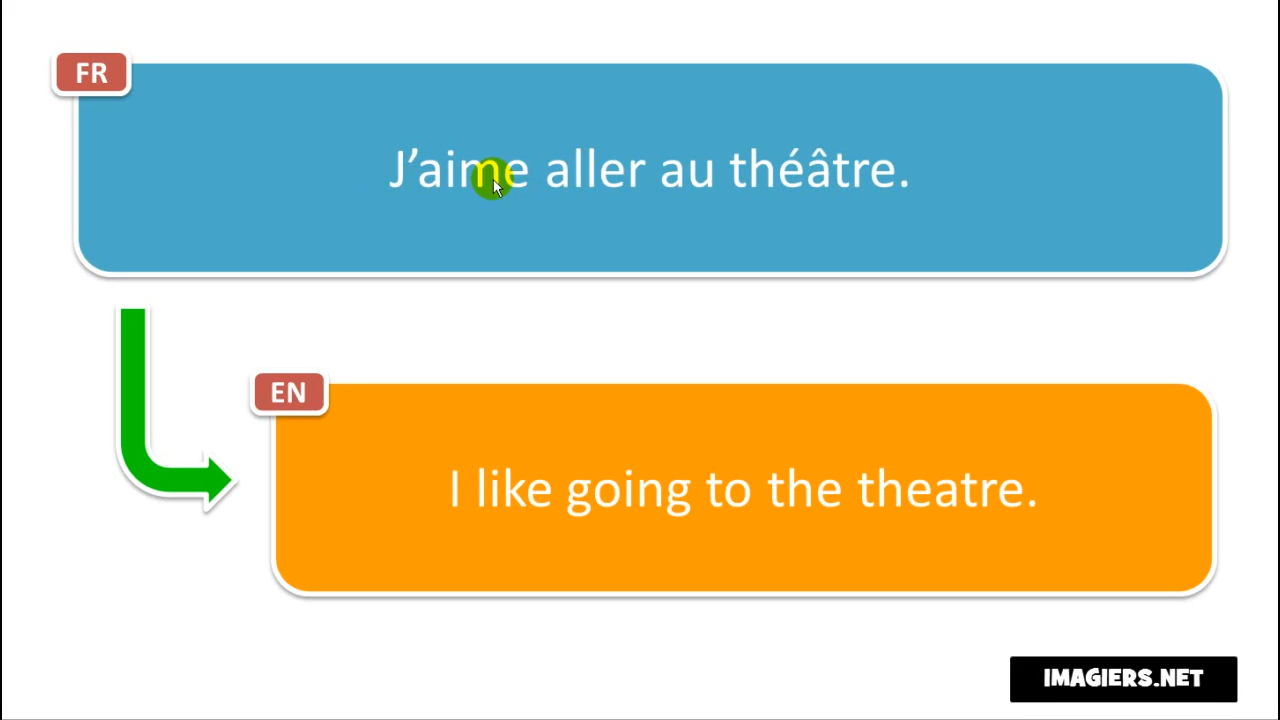 FR
J’aime aller au théâtre.
EN
I like going to the theatre.
IMAGIERS.NET